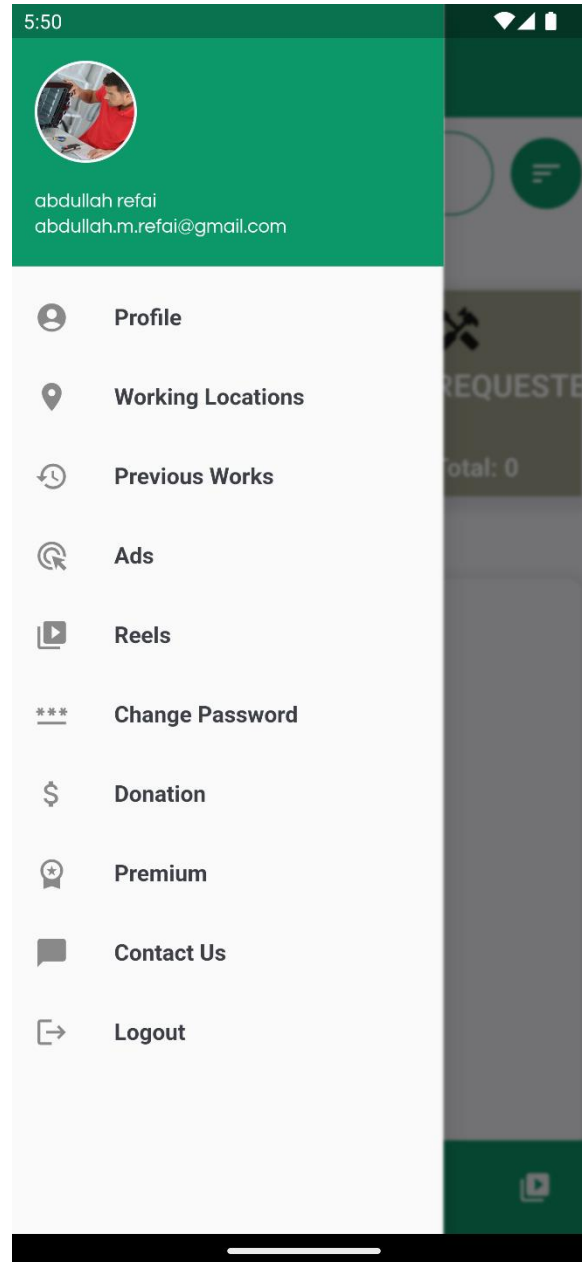 5:50
abdullah refai
abdullah.m.refai@gmail.com
Profile
Working Locations
Previous Works
Ads
Reels
Change Password
Donation
Premium
Contact Us
Logout
REQUESTE
Total: 0